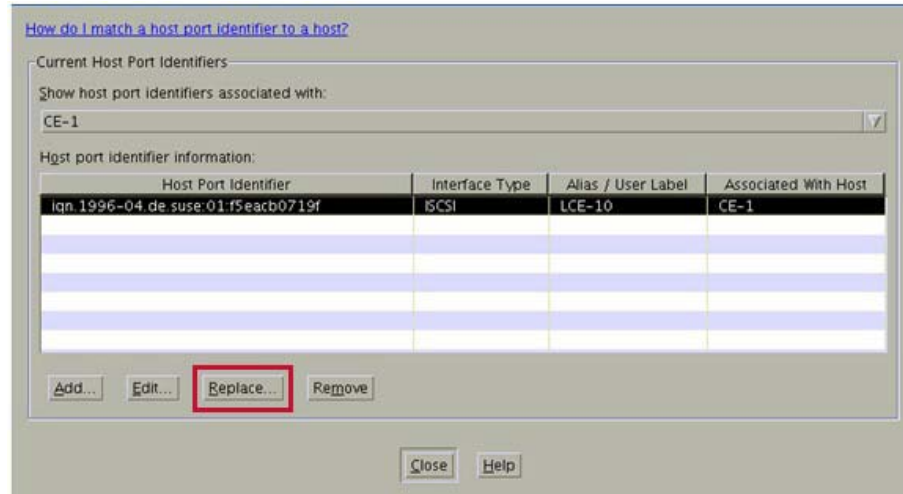 How do I match a host port identifier to a host?
Current Host Port Identifiers
Show host port identifiers associated with:
CE-1
Host port identifier information:
Host Port Identifier Interface Type Alias / User Label Associated With Host
iqn.1996-04.de.suse:01:f5eacb0719f ISCSI LCE-10 CE-1
Add... Edit... Replace... Remove
Close Help